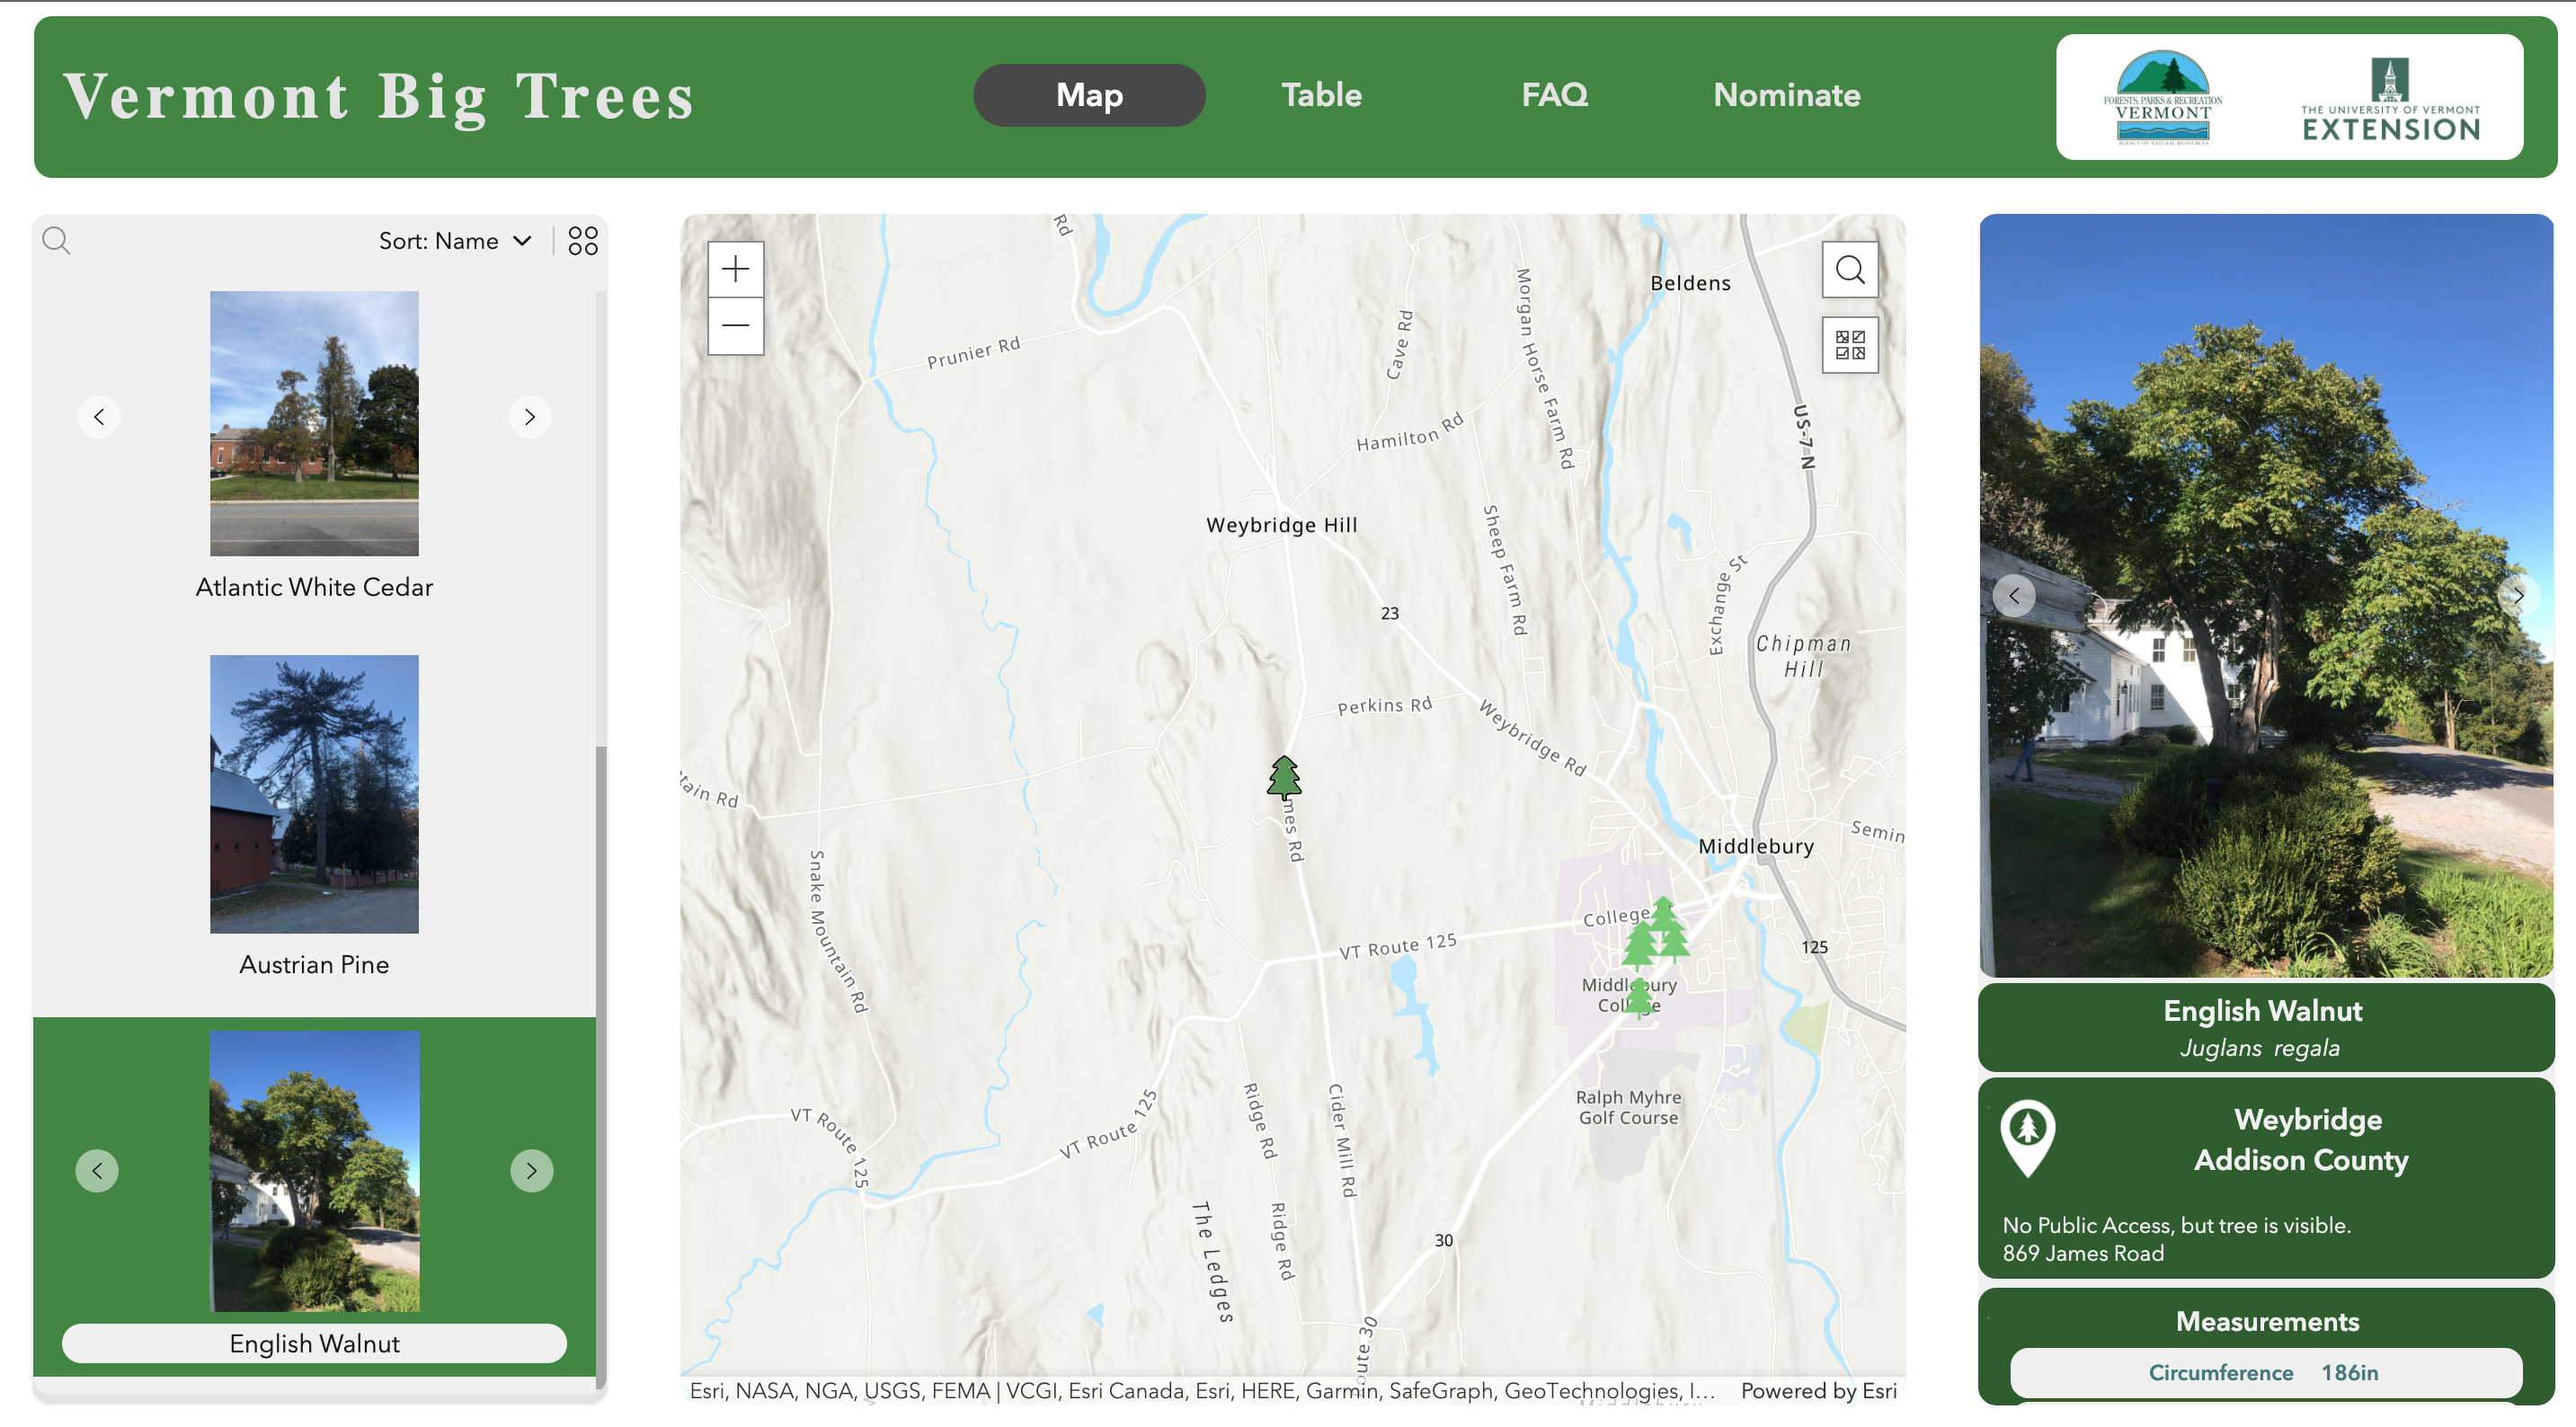 Vermont Big Trees
Map
Table
FAQ
Nominate
FORESTS, PARKS & RECREATION
VERMONT
AGENCY OF NATURAL RESOURCES
THE UNIVERSITY OF VERMONT
EXTENSION
Sort: Name
Atlantic White Cedar
Austrian Pine
English Walnut
Rd
Beldens
Prunier Rd
Cave Rd
Morgan Horse Farm Rd
US-7 N
Hamilton Rd
Weybridge Hill
Sheep Farm Rd
Exchange St
23
Chipman
Hill
Perkins Rd
Weybridge Rd
tain Rd
mes Rd
Middlebury
Semin
Snake Mountain Rd
College
VT Route 125
125
Middlebury
College
Ralph Myhre
Golf Course
VT Route 125
VT Route 125
Ridge Rd
Cider Mill Rd
The Ledges
Ridge Rd
30
oute 30
Esri, NASA, NGA, USGS, FEMA | VCGI, Esri Canada, Esri, HERE, Garmin, SafeGraph, GeoTechnologies, I...
Powered by Esri
English Walnut
Juglans regala
Weybridge
Addison County
No Public Access, but tree is visible.
869 James Road
Measurements
Circumference 186in